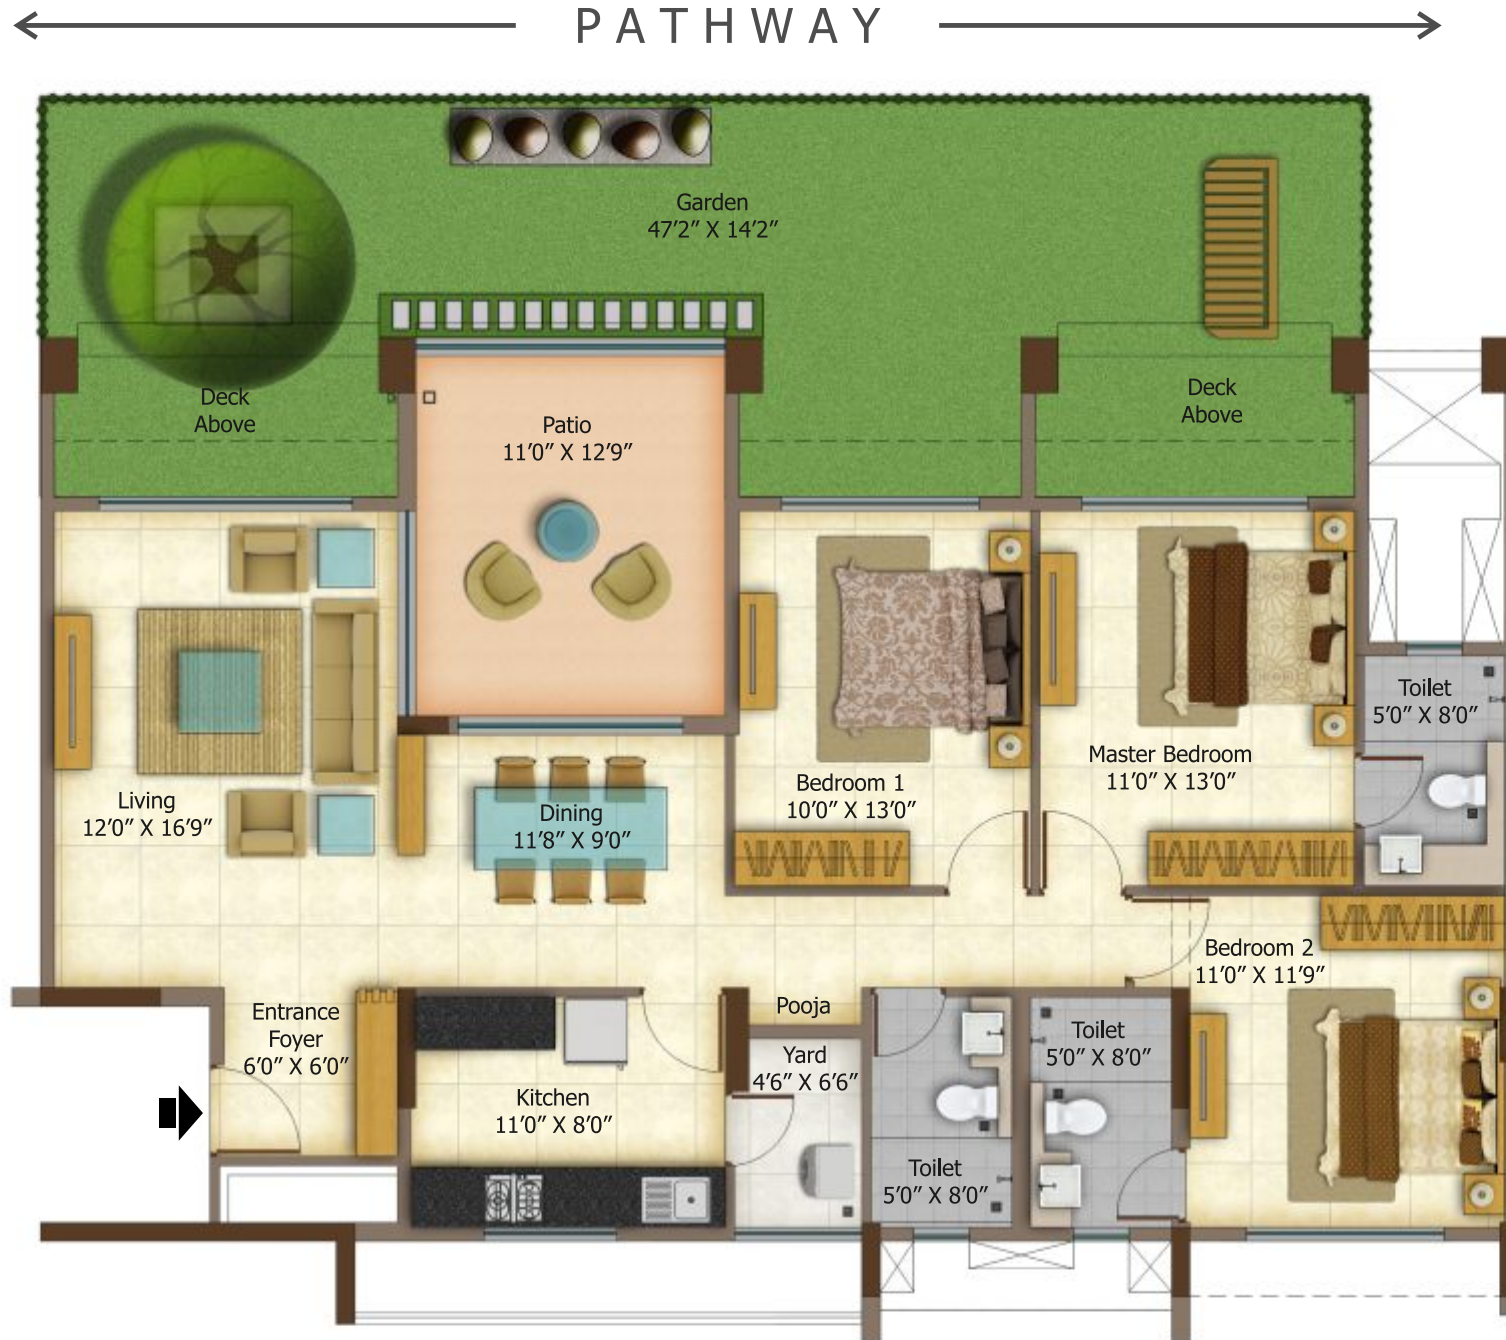 PATHWAY
Garden
47'2" X 14'2"
Deck
Above
Patio
11'0" X 12'9"
Deck
Above
Living
12'0" X 16'9"
Dining
11'8" X 9'0"
Bedroom 1
10'0" X 13'0"
Master Bedroom
11'0" X 13'0"
Toilet
5'0" X 8'0"
Bedroom 2
11'0" X 11'9"
Entrance
Foyer
6'0" X 6'0"
Kitchen
11'0" X 8'0"
Pooja
Yard
4'6" X 6'6"
Toilet
5'0" X 8'0"
Toilet
5'0" X 8'0"